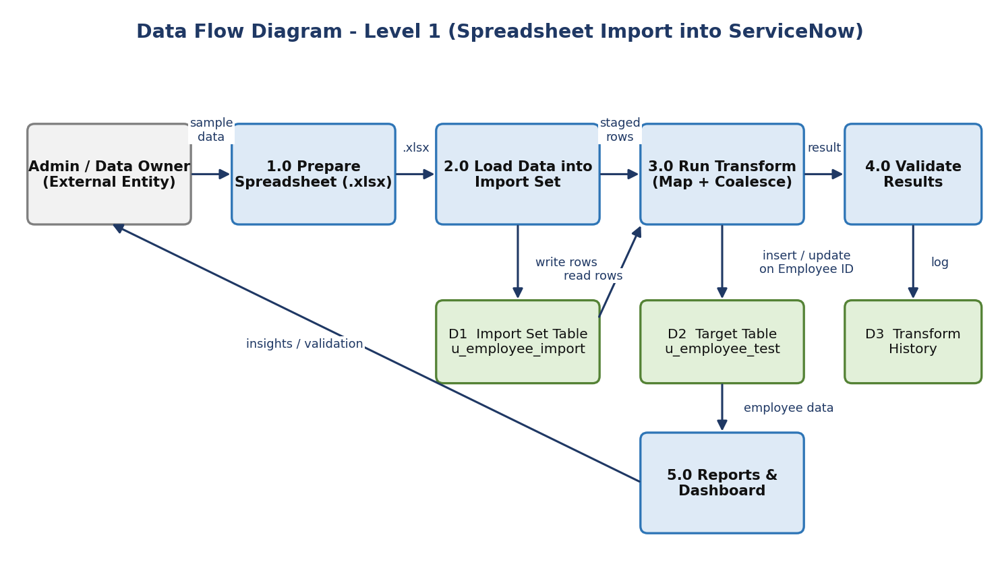 Data Flow Diagram - Level 1 (Spreadsheet Import into ServiceNow)
sample
data
staged
rows
.xlsx
result
Admin / Data Owner
(External Entity)
1.0 Prepare
Spreadsheet (.xlsx)
2.0 Load Data into
Import Set
3.0 Run Transform
(Map + Coalesce)
4.0 Validate
Results
write rows
read rows
insert / update
on Employee ID
log
insights / validation
D1  Import Set Table
u_employee_import
D2  Target Table
u_employee_test
D3  Transform
History
employee data
5.0 Reports &
Dashboard